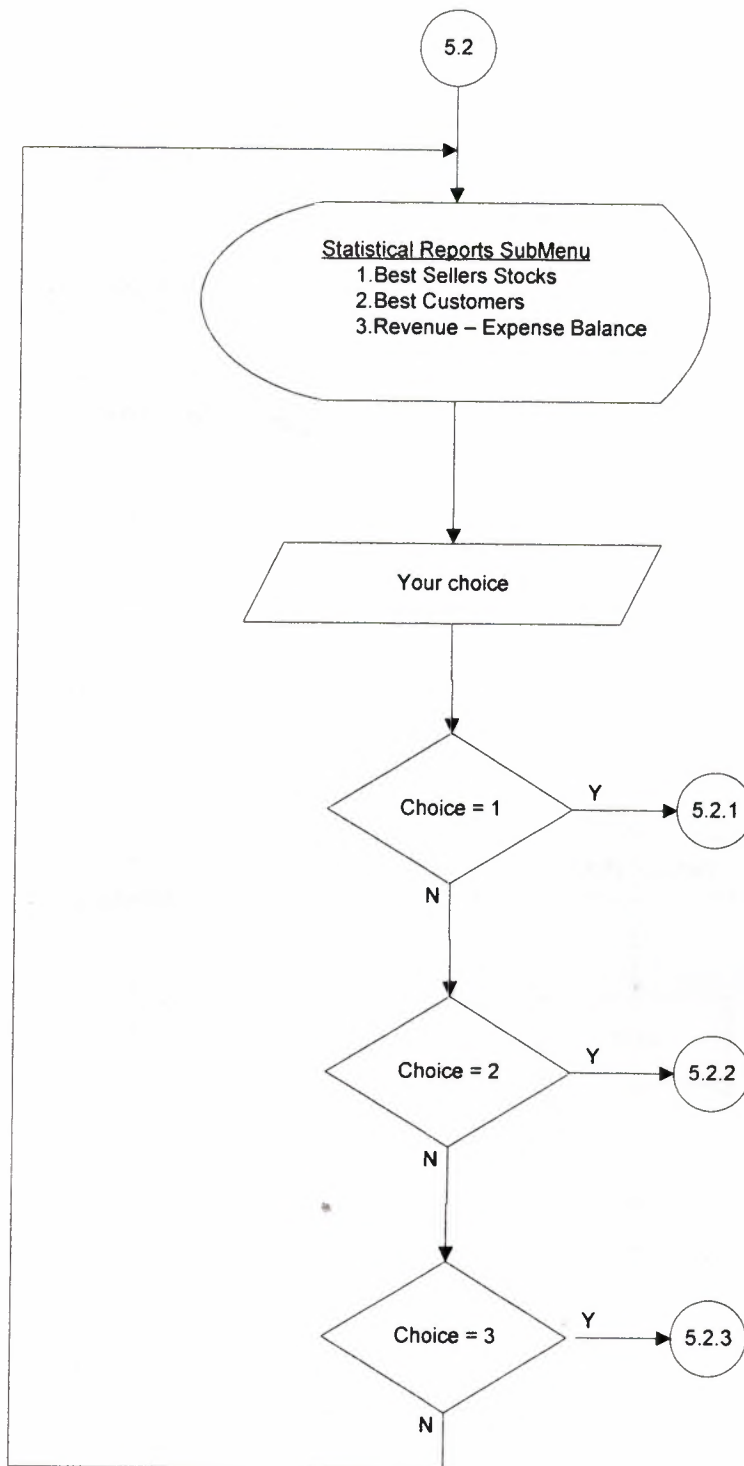 5.2
Statistical Reports SubMenu
1.Best Sellers Stocks
2.Best Customers
3.Revenue – Expense Balance
Your choice
Choice = 1
Y
5.2.1
N
Choice = 2
Y
5.2.2
N
Choice = 3
Y
5.2.3
N